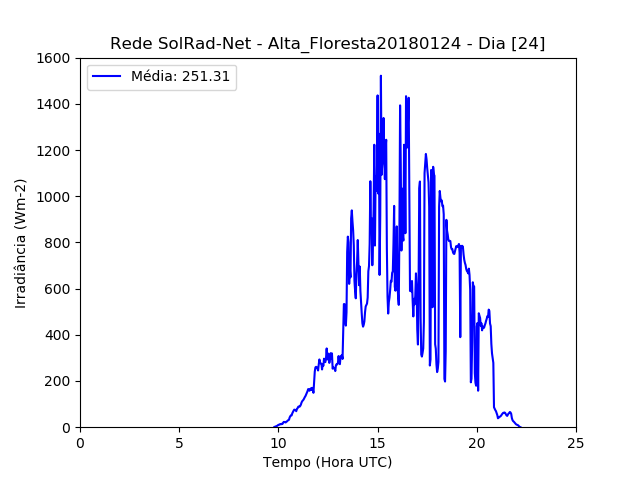 Rede SolRad-Net - Alta_Floresta20180124 - Dia [24]
Média: 251.31
1600
1400
1200
1000
800
600
400
200
0
Irradiância (Wm-2)
0 5 10 15 20 25
Tempo (Hora UTC)